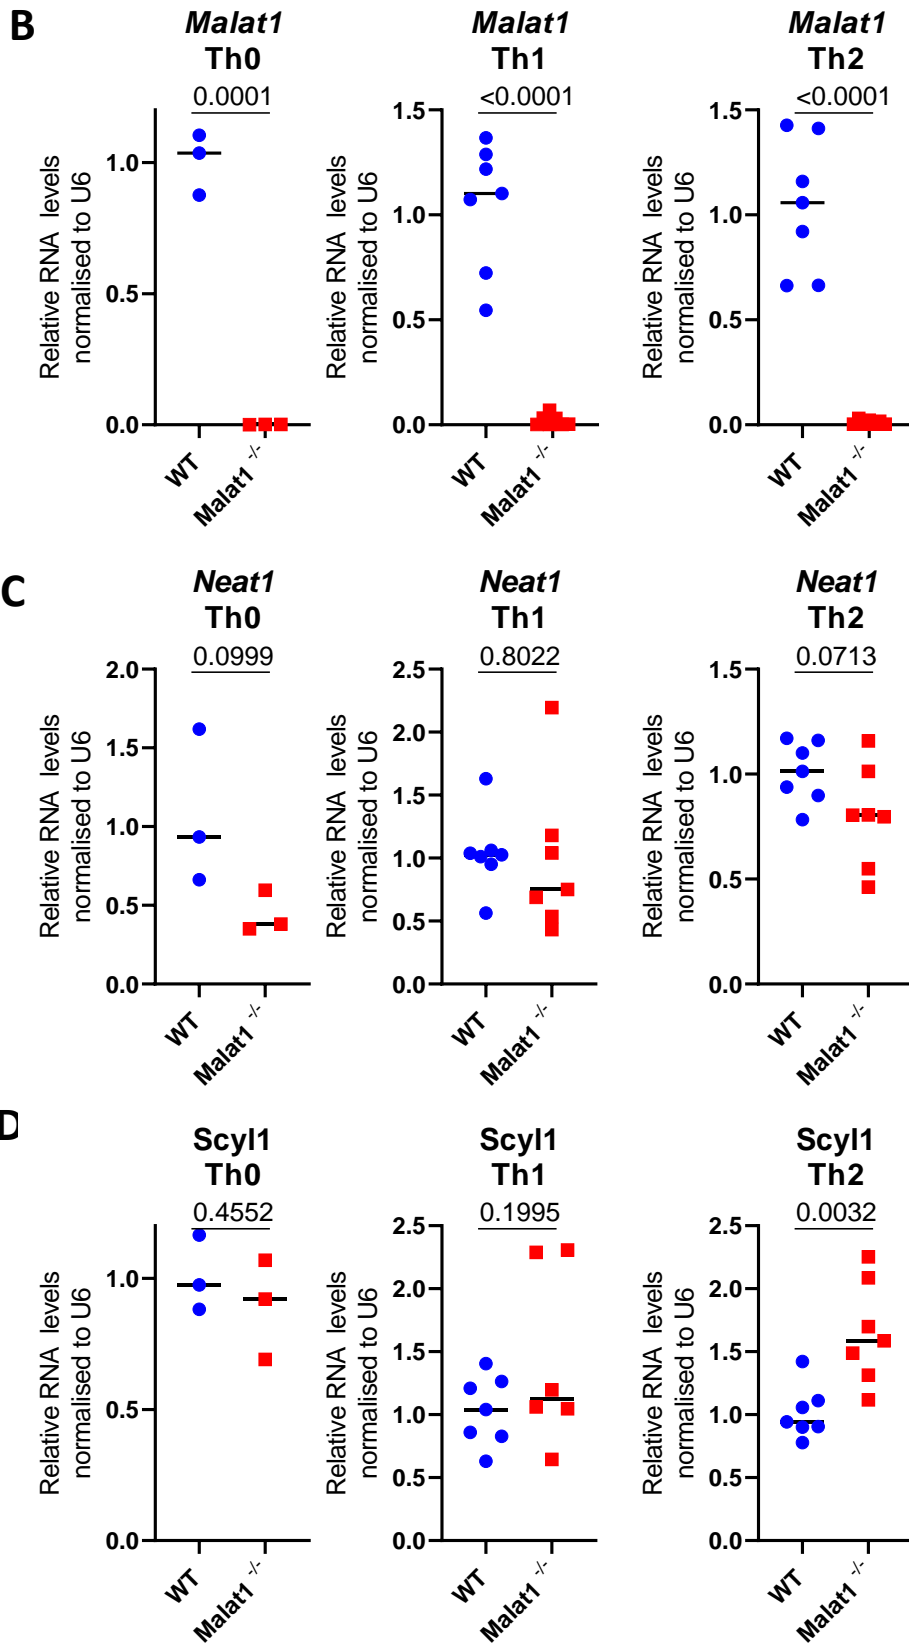 B
Malat1
Th0
0.0001
Relative RNA levels
normalised to U6
1.0
0.5
0.0
WT
Malat1 -/-
Malat1
Th1
<0.0001
Relative RNA levels
normalised to U6
1.5
1.0
0.5
0.0
WT
Malat1 -/-
Malat1
Th2
<0.0001
Relative RNA levels
normalised to U6
1.5
1.0
0.5
0.0
WT
Malat1 -/-
C
Neat1
Th0
0.0999
Relative RNA levels
normalised to U6
2.0
1.5
1.0
0.5
0.0
WT
Malat1 -/-
Neat1
Th1
0.8022
Relative RNA levels
normalised to U6
2.5
2.0
1.5
1.0
0.5
0.0
WT
Malat1 -/-
Neat1
Th2
0.0713
Relative RNA levels
normalised to U6
1.5
1.0
0.5
0.0
WT
Malat1 -/-
D
Scyl1
Th0
0.4552
Relative RNA levels
normalised to U6
1.0
0.5
0.0
WT
Malat1 -/-
Scyl1
Th1
0.1995
Relative RNA levels
normalised to U6
2.5
2.0
1.5
1.0
0.5
0.0
WT
Malat1 -/-
Scyl1
Th2
0.0032
Relative RNA levels
normalised to U6
2.5
2.0
1.5
1.0
0.5
0.0
WT
Malat1 -/-